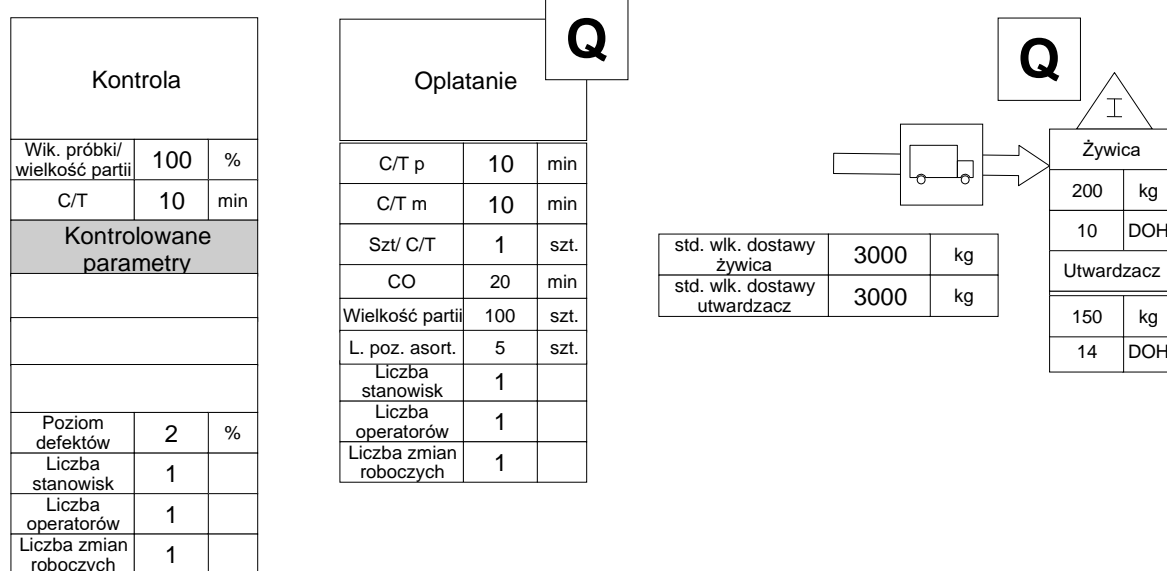 Kontrola
Wik. próbki/
wielkość partii
100
%
C/T
10
min
Kontrolowane
parametry
Poziom
defektów
2
%
Liczba
stanowisk
1
Liczba
operatorów
1
Liczba zmian
roboczych
1
Q
Oplatanie
C/T p
10
min
C/T m
10
min
Szt/ C/T
1
szt.
CO
20
min
Wielkość partii
100
szt.
L. poz. asort.
5
szt.
Liczba
stanowisk
1
Liczba
operatorów
1
Liczba zmian
roboczych
1
std. wlk. dostawy
żywica
3000
kg
std. wlk. dostawy
utwardzacz
3000
kg
Q
I
Żywica
200
kg
10
DOH
Utwardzacz
150
kg
14
DOH